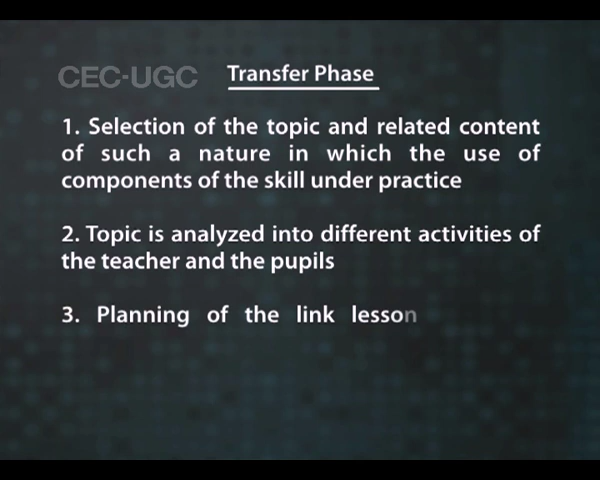 CEC-UGC
Transfer Phase
1. Selection of the topic and related content
of such a nature in which the use of
components of the skill under practice
2. Topic is analyzed into different activities of
the teacher and the pupils
3. Planning of the link lesson